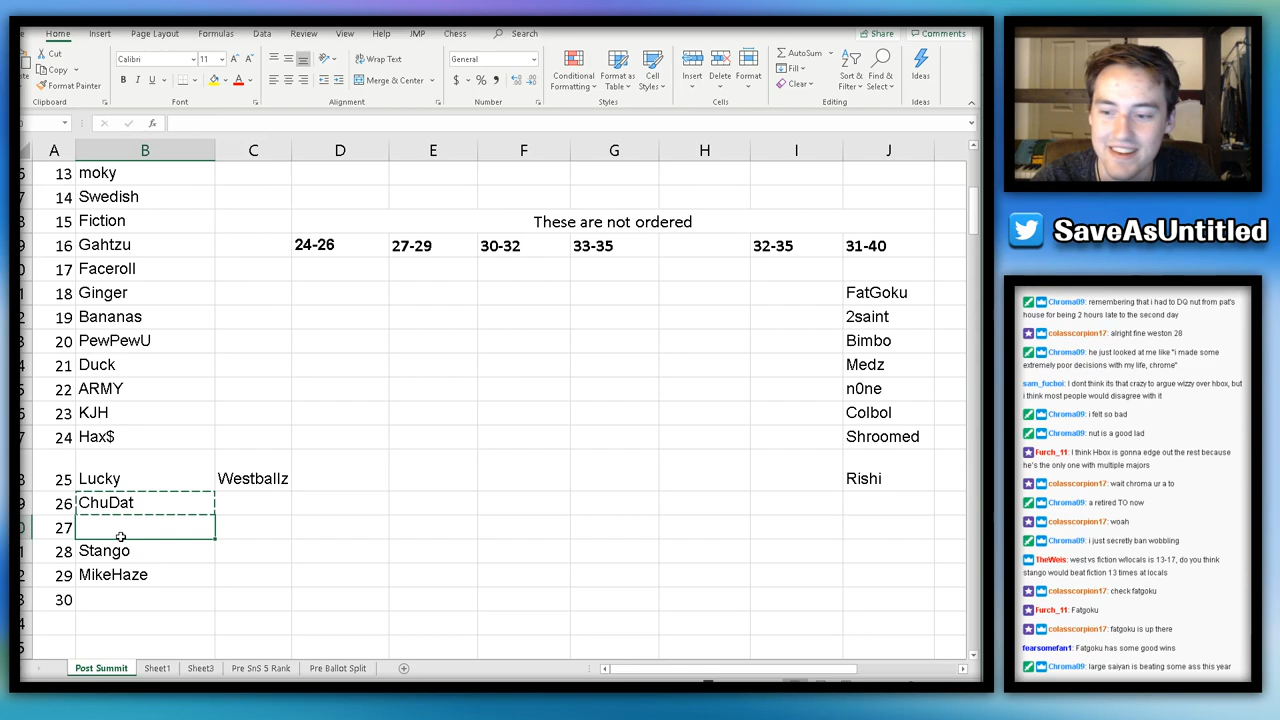 Home Insert Page Layout Formulas Data Review View Help JMP Chess Search Share Comments
Cut
Copy
Format Painter
Calibri 11 A A
B I U A
Wrap Text
Merge & Center
General
$ % 9
Conditional Formatting
Format as Table
Cell Styles
Insert
Delete
Format
AutoSum
Fill
Clear
Sort & Filter
Find & Select
Ideas
Clipboard Font Alignment Number Styles Cells Editing Ideas
fx
A B C D E F G H I J
13 moky
14 Swedish
15 Fiction These are not ordered
16 Gahtzu 24-26 27-29 30-32 33-35 32-35 31-40
17 Faceroll
18 Ginger FatGoku
19 Bananas 2saint
20 PewPewU Bimbo
21 Duck Medz
22 ARMY n0ne
23 KJH Colbol
24 Hax$ Shroomed
25 Lucky Westballz Rishi
26 ChuDat
27
28 Stango
29 MikeHaze
30
Post Summit Sheet1 Sheet3 Pre SnS 5 Rank Pre Ballot Split
SaveAsUntitled
Chroma09: remembering that i had to DQ nut from pat's
house for being 2 hours late to the second day
colasscorpion17: alright fine weston 28
Chroma09: he just looked at me like "i made some
extremely poor decisions with my life, chrome"
sam_fuchoi: I dont think its that crazy to argue wizzy over hbox, but
i think most people would disagree with it
Chroma09: i felt so bad
Chroma09: nut is a good lad
Furch_11: I think Hbox is gonna edge out the rest because
he's the only one with multiple majors
colasscorpion17: wait chroma ur a to
Chroma09: a retired TO now
colasscorpion17: woah
Chroma09: i just secretly ban wobbling
TheWeis: west vs fiction w/locals is 13-17, do you think
stango would beat fiction 13 times at locals
colasscorpion17: check fatgoku
Furch_11: Fatgoku
colasscorpion17: fatgoku is up there
fearsomefan1: Fatgoku has some good wins
Chroma09: large saiyan is beating some ass this year